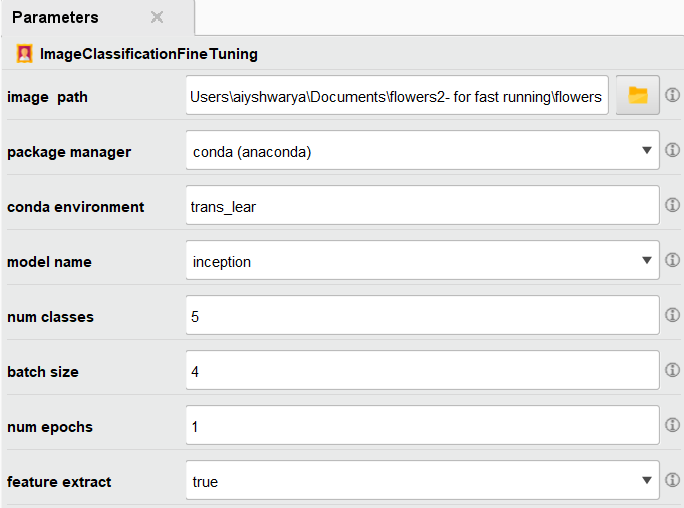 Parameters
ImageClassificationFineTuning
image path Users\aiyshwarya\Documents\flowers2- for fast running\flowers
package manager conda (anaconda)
conda environment trans_lear
model name inception
num classes 5
batch size 4
num epochs 1
feature extract true